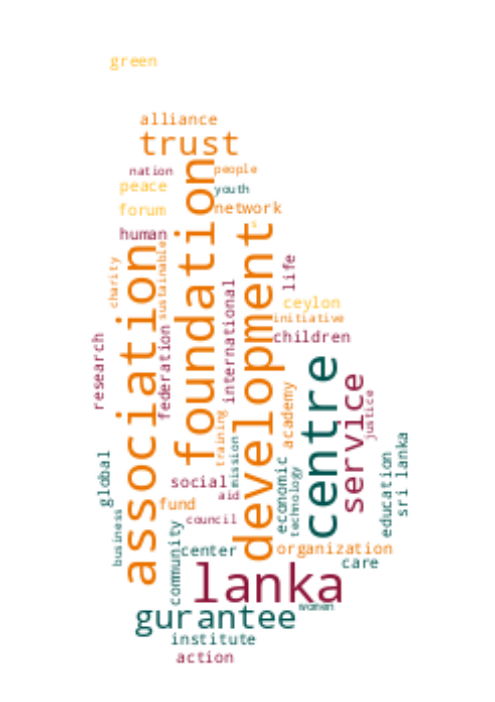 green
alliance
trust
nation
people
peace
youth
forum
network
human
foundation
association
development
charity
sustainable
s
life
international
ceylon
initiative
children
research
federation
centre
service
justice
academy
training
mission
global
social
aid
economic
technology
education
sri lanka
fund
council
business
community
center
organization
care
lanka
women
gurantee
institute
action